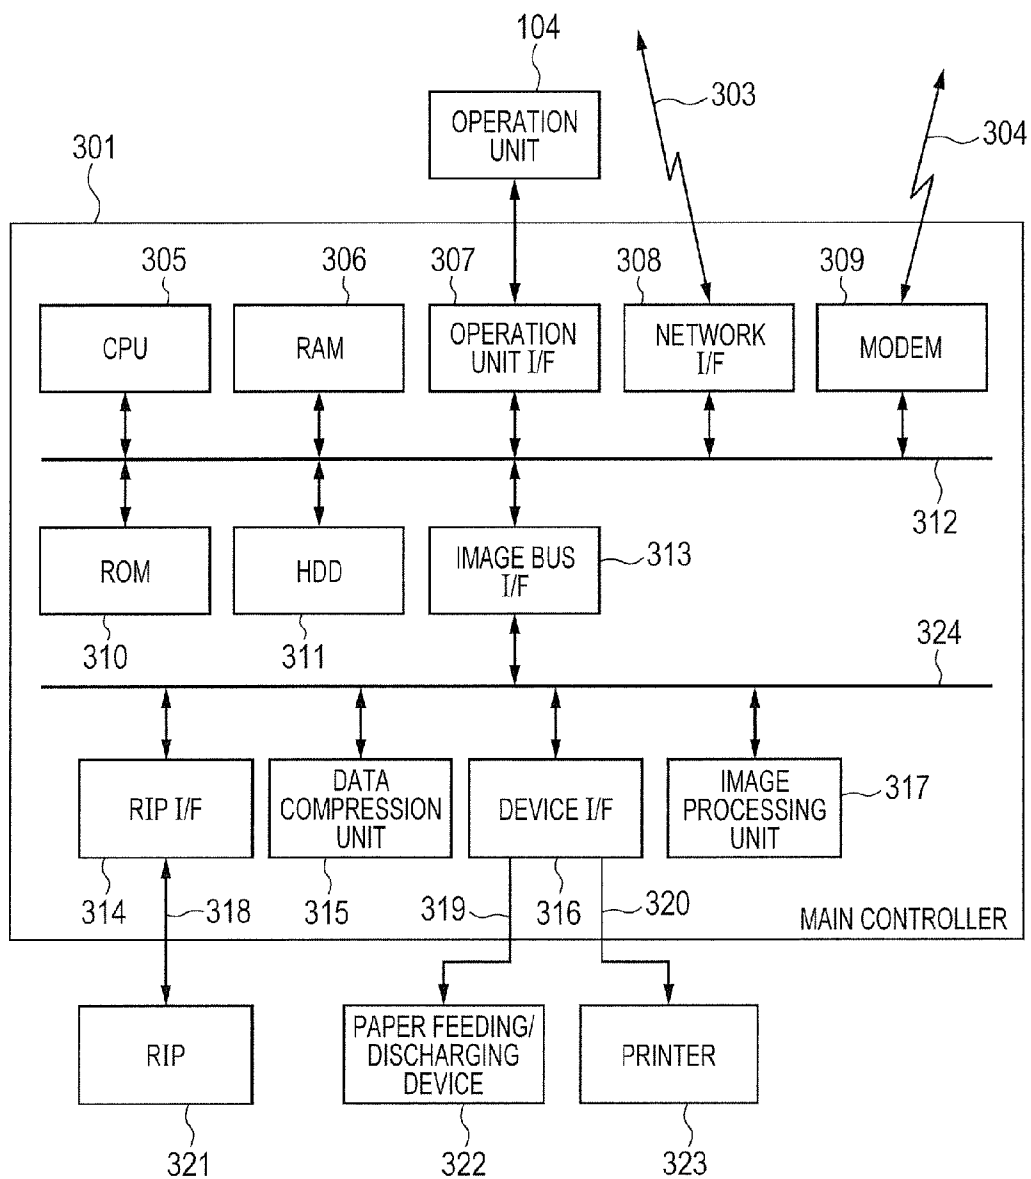 104
303
OPERATION
UNIT
304
301
305
306
307
308
309
CPU
RAM
OPERATION
UNIT I/F
NETWORK
I/F
MODEM
312
ROM
HDD
IMAGE BUS
I/F
313
310
311
324
RIP I/F
DATA
COMPRESSION
UNIT
DEVICE I/F
IMAGE
PROCESSING
UNIT
317
314
318
315
319
316
320
MAIN CONTROLLER
RIP
PAPER FEEDING/
DISCHARGING
DEVICE
PRINTER
321
322
323